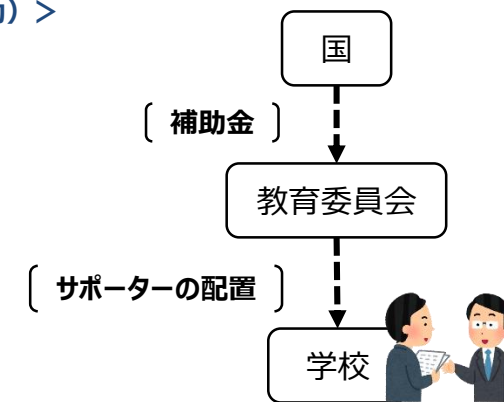 ）＞
国
〔 補助金 〕
教育委員会
〔 サポーターの配置 〕
学校